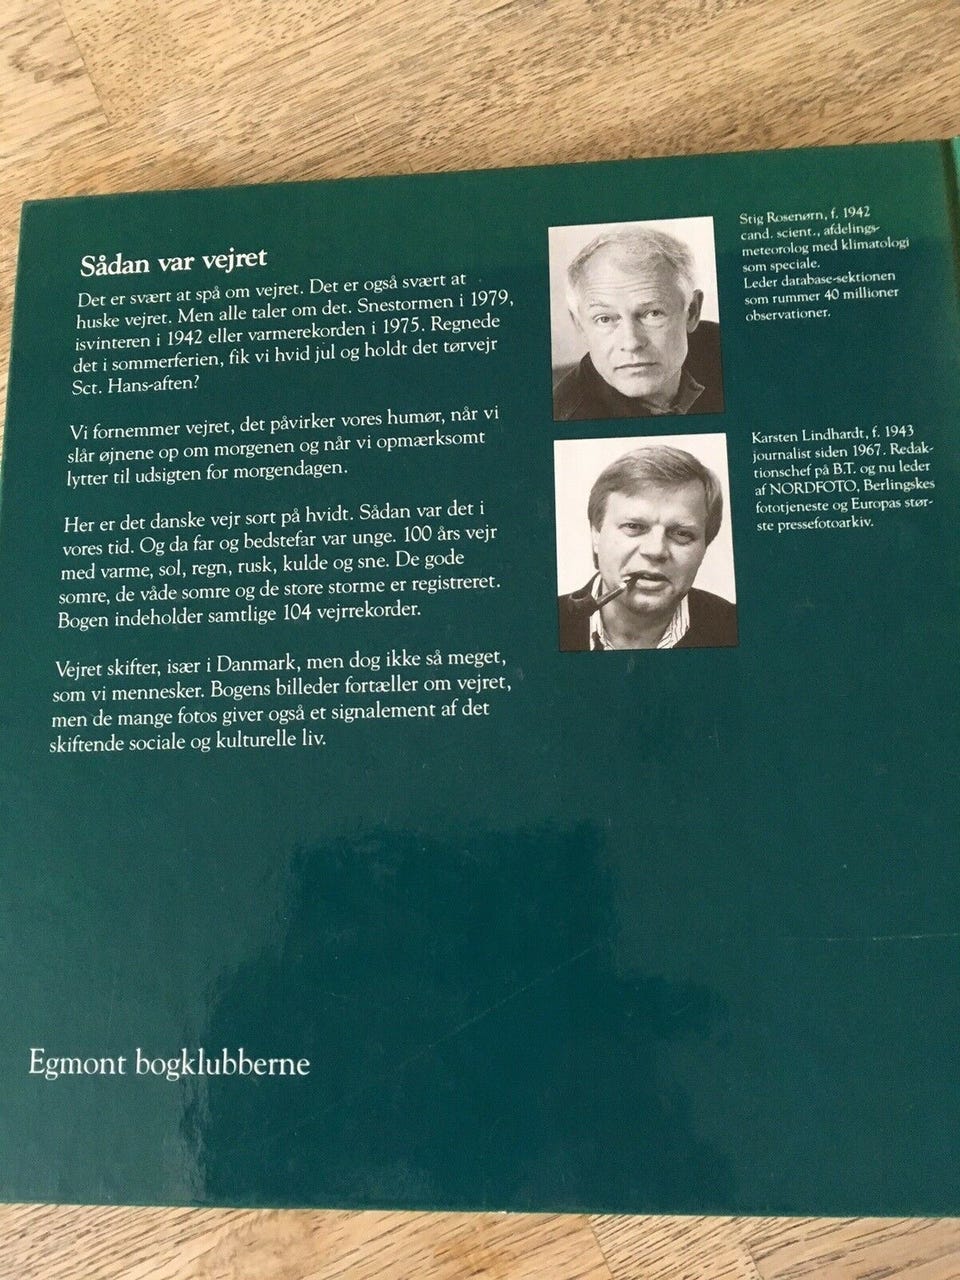 Sådan var vejret
Det er svært at spå om vejret. Det er også svært at
huske vejret. Men alle taler om det. Snestormen i 1979,
isvinteren i 1942 eller varmerekorden i 1975. Regnede
det i sommerferien, fik vi hvid jul og holdt det tørvejr
Sct. Hans-aften?
Vi fornemmer vejret, det påvirker vores humør, når vi
slår øjnene op om morgenen og når vi opmærksomt
lytter til udsigten for morgendagen.
Her er det danske vejr sort på hvidt. Sådan var det i
vores tid. Og da far og bedstefar var unge. 100 års vejr
med varme, sol, regn, rusk, kulde og sne. De gode
somre, de våde somre og de store storme er registreret.
Bogen indeholder samtlige 104 vejrrekorder.
Vejret skifter, især i Danmark, men dog ikke så meget,
som vi mennesker. Bogens billeder fortæller om vejret,
men de mange fotos giver også et signalement af det
skiftende sociale og kulturelle liv.
Stig Rosenørn, f. 1942
cand. scient., afdelings-
meteorolog med klimatologi
som speciale.
Leder database-sektionen
som rummer 40 millioner
observationer.
Karsten Lindhardt, f. 1943
journalist siden 1967. Redak-
tionschef på B.T. og nu leder
af NORDFOTO, Berlingskes
fototjeneste og Europas stør-
ste pressefotoarkiv.
Egmont bogklubberne